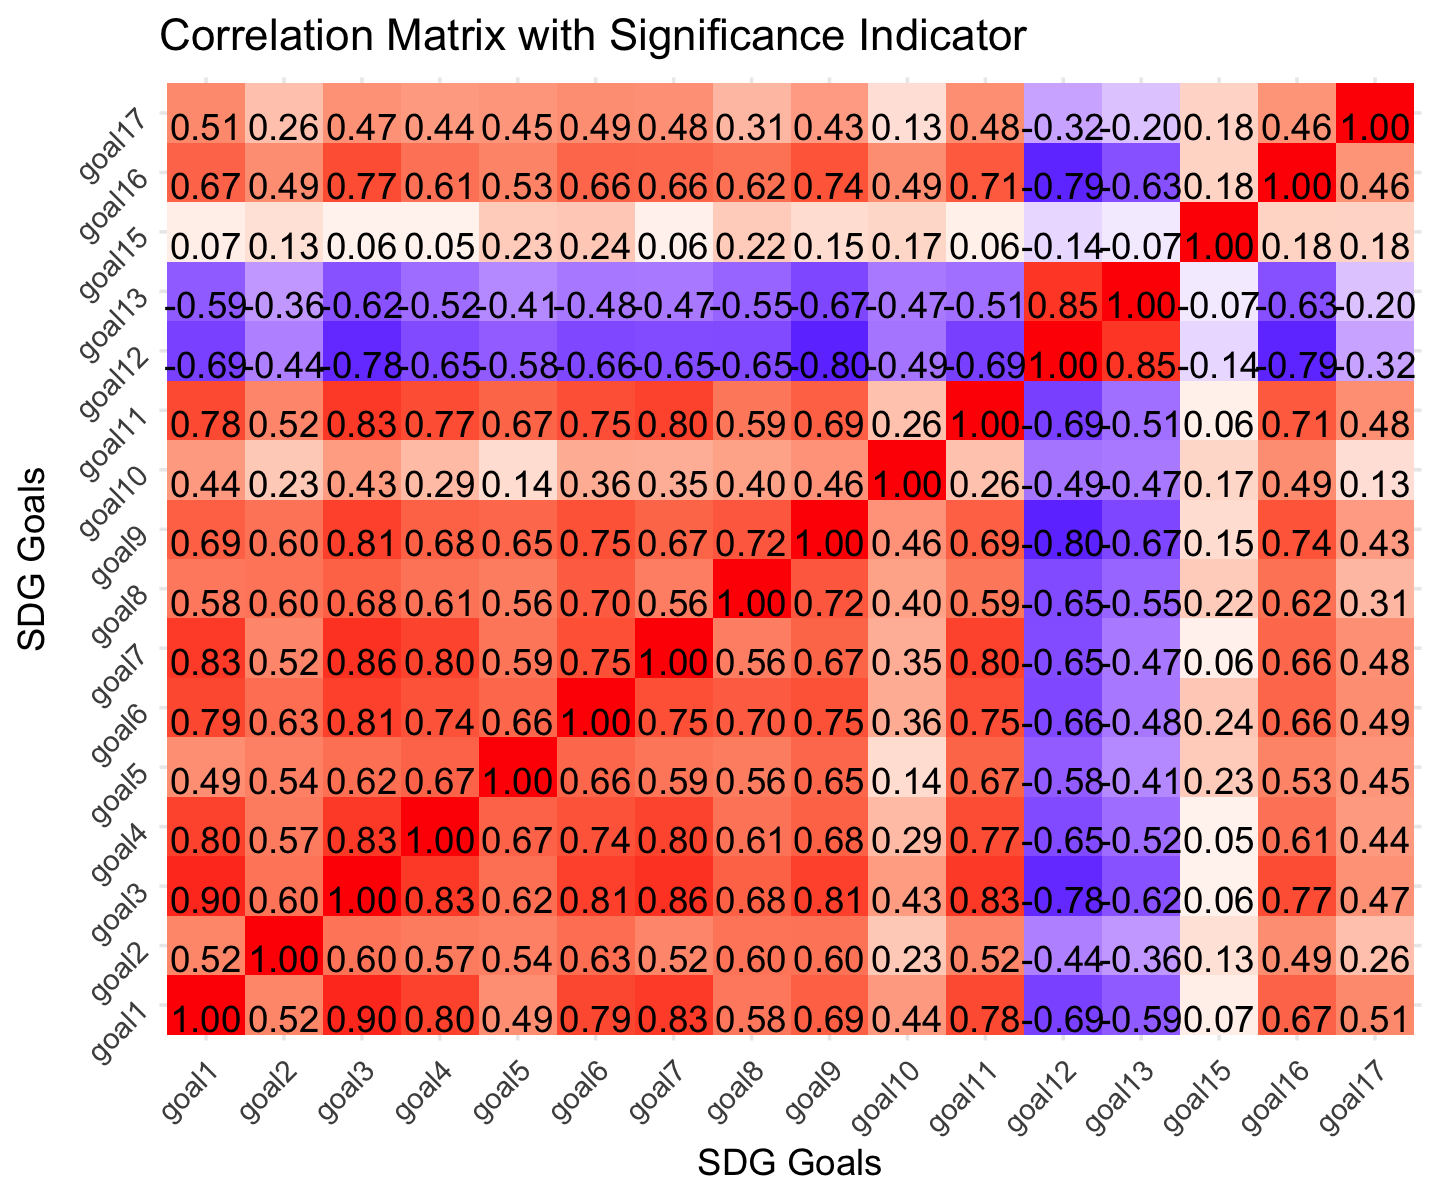 Correlation Matrix with Significance Indicator
goal17 0.51 0.26 0.47 0.44 0.45 0.49 0.48 0.31 0.43 0.13 0.48 -0.32 -0.20 0.18 0.46 1.00
goal16 0.67 0.49 0.77 0.61 0.53 0.66 0.66 0.62 0.74 0.49 0.71 -0.79 -0.63 0.18 1.00 0.46
goal15 0.07 0.13 0.06 0.05 0.23 0.24 0.06 0.22 0.15 0.17 0.06 -0.14 -0.07 1.00 0.18 0.18
goal13 -0.59 -0.36 -0.62 -0.52 -0.41 -0.48 -0.47 -0.55 -0.67 -0.47 -0.51 0.85 1.00 -0.07 -0.63 -0.20
goal12 -0.69 -0.44 -0.78 -0.65 -0.58 -0.66 -0.65 -0.65 -0.80 -0.49 -0.69 1.00 0.85 -0.14 -0.79 -0.32
goal11 0.78 0.52 0.83 0.77 0.67 0.75 0.80 0.59 0.69 0.26 1.00 -0.69 -0.51 0.06 0.71 0.48
goal10 0.44 0.23 0.43 0.29 0.14 0.36 0.35 0.40 0.46 1.00 0.26 -0.49 -0.47 0.17 0.49 0.13
goal9 0.69 0.60 0.81 0.68 0.65 0.75 0.67 0.72 1.00 0.46 0.69 -0.80 -0.67 0.15 0.74 0.43
goal8 0.58 0.60 0.68 0.61 0.56 0.70 0.56 1.00 0.72 0.40 0.59 -0.65 -0.55 0.22 0.62 0.31
goal7 0.83 0.52 0.86 0.80 0.59 0.75 1.00 0.56 0.67 0.35 0.80 -0.65 -0.47 0.06 0.66 0.48
goal6 0.79 0.63 0.81 0.74 0.66 1.00 0.75 0.70 0.75 0.36 0.75 -0.66 -0.48 0.24 0.66 0.49
goal5 0.49 0.54 0.62 0.67 1.00 0.66 0.59 0.56 0.65 0.14 0.67 -0.58 -0.41 0.23 0.53 0.45
goal4 0.80 0.57 0.83 1.00 0.67 0.74 0.80 0.61 0.68 0.29 0.77 -0.65 -0.52 0.05 0.61 0.44
goal3 0.90 0.60 1.00 0.83 0.62 0.81 0.86 0.68 0.81 0.43 0.83 -0.78 -0.62 0.06 0.77 0.47
goal2 0.52 1.00 0.60 0.57 0.54 0.63 0.52 0.60 0.60 0.23 0.52 -0.44 -0.36 0.13 0.49 0.26
goal1 1.00 0.52 0.90 0.80 0.49 0.79 0.83 0.58 0.69 0.44 0.78 -0.69 -0.59 0.07 0.67 0.51
SDG Goals
goal1 goal2 goal3 goal4 goal5 goal6 goal7 goal8 goal9 goal10 goal11 goal12 goal13 goal15 goal16 goal17
SDG Goals